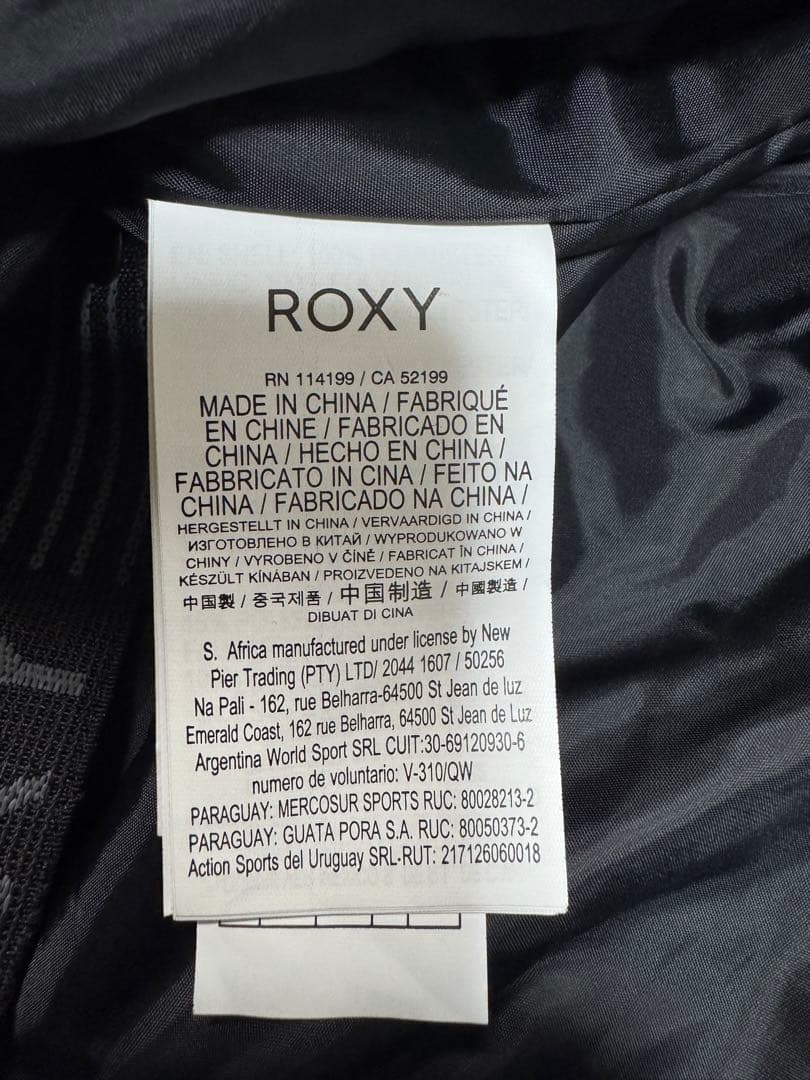 ROXY
RN 114199 / CA 52199
MADE IN CHINA / FABRIQUÉ
EN CHINE / FABRICADO EN
CHINA / HECHO EN CHINA /
FABBRICATO IN CINA / FEITO NA
CHINA / FABRICADO NA CHINA /
HERGESTELLT IN CHINA / VERVAARDIGD IN CHINA /
ИЗГОТОВЛЕНО В КИТАЙ / WYPRODUKOWANO W
CHINY / VYROBENO V ČÍNĚ / FABRICAT ÎN CHINA /
KÉSZÜLT KÍNÁBAN / PROIZVEDENO NA KITAJSKEM /
中国製 / 중국제품 / 中国制造 / 中國製造 /
DIBUAT DI CINA
S. Africa manufactured under license by New
Pier Trading (PTY) LTD/ 2044 1607 / 50256
Na Pali - 162, rue Belharra-64500 St Jean de luz
Emerald Coast, 162 rue Belharra, 64500 St Jean de Luz
Argentina World Sport SRL CUIT:30-69120930-6
numero de voluntario: V-310/QW
PARAGUAY: MERCOSUR SPORTS RUC: 80028213-2
PARAGUAY: GUATA PORA S.A. RUC: 80050373-2
Action Sports del Uruguay SRL-RUT: 217126060018